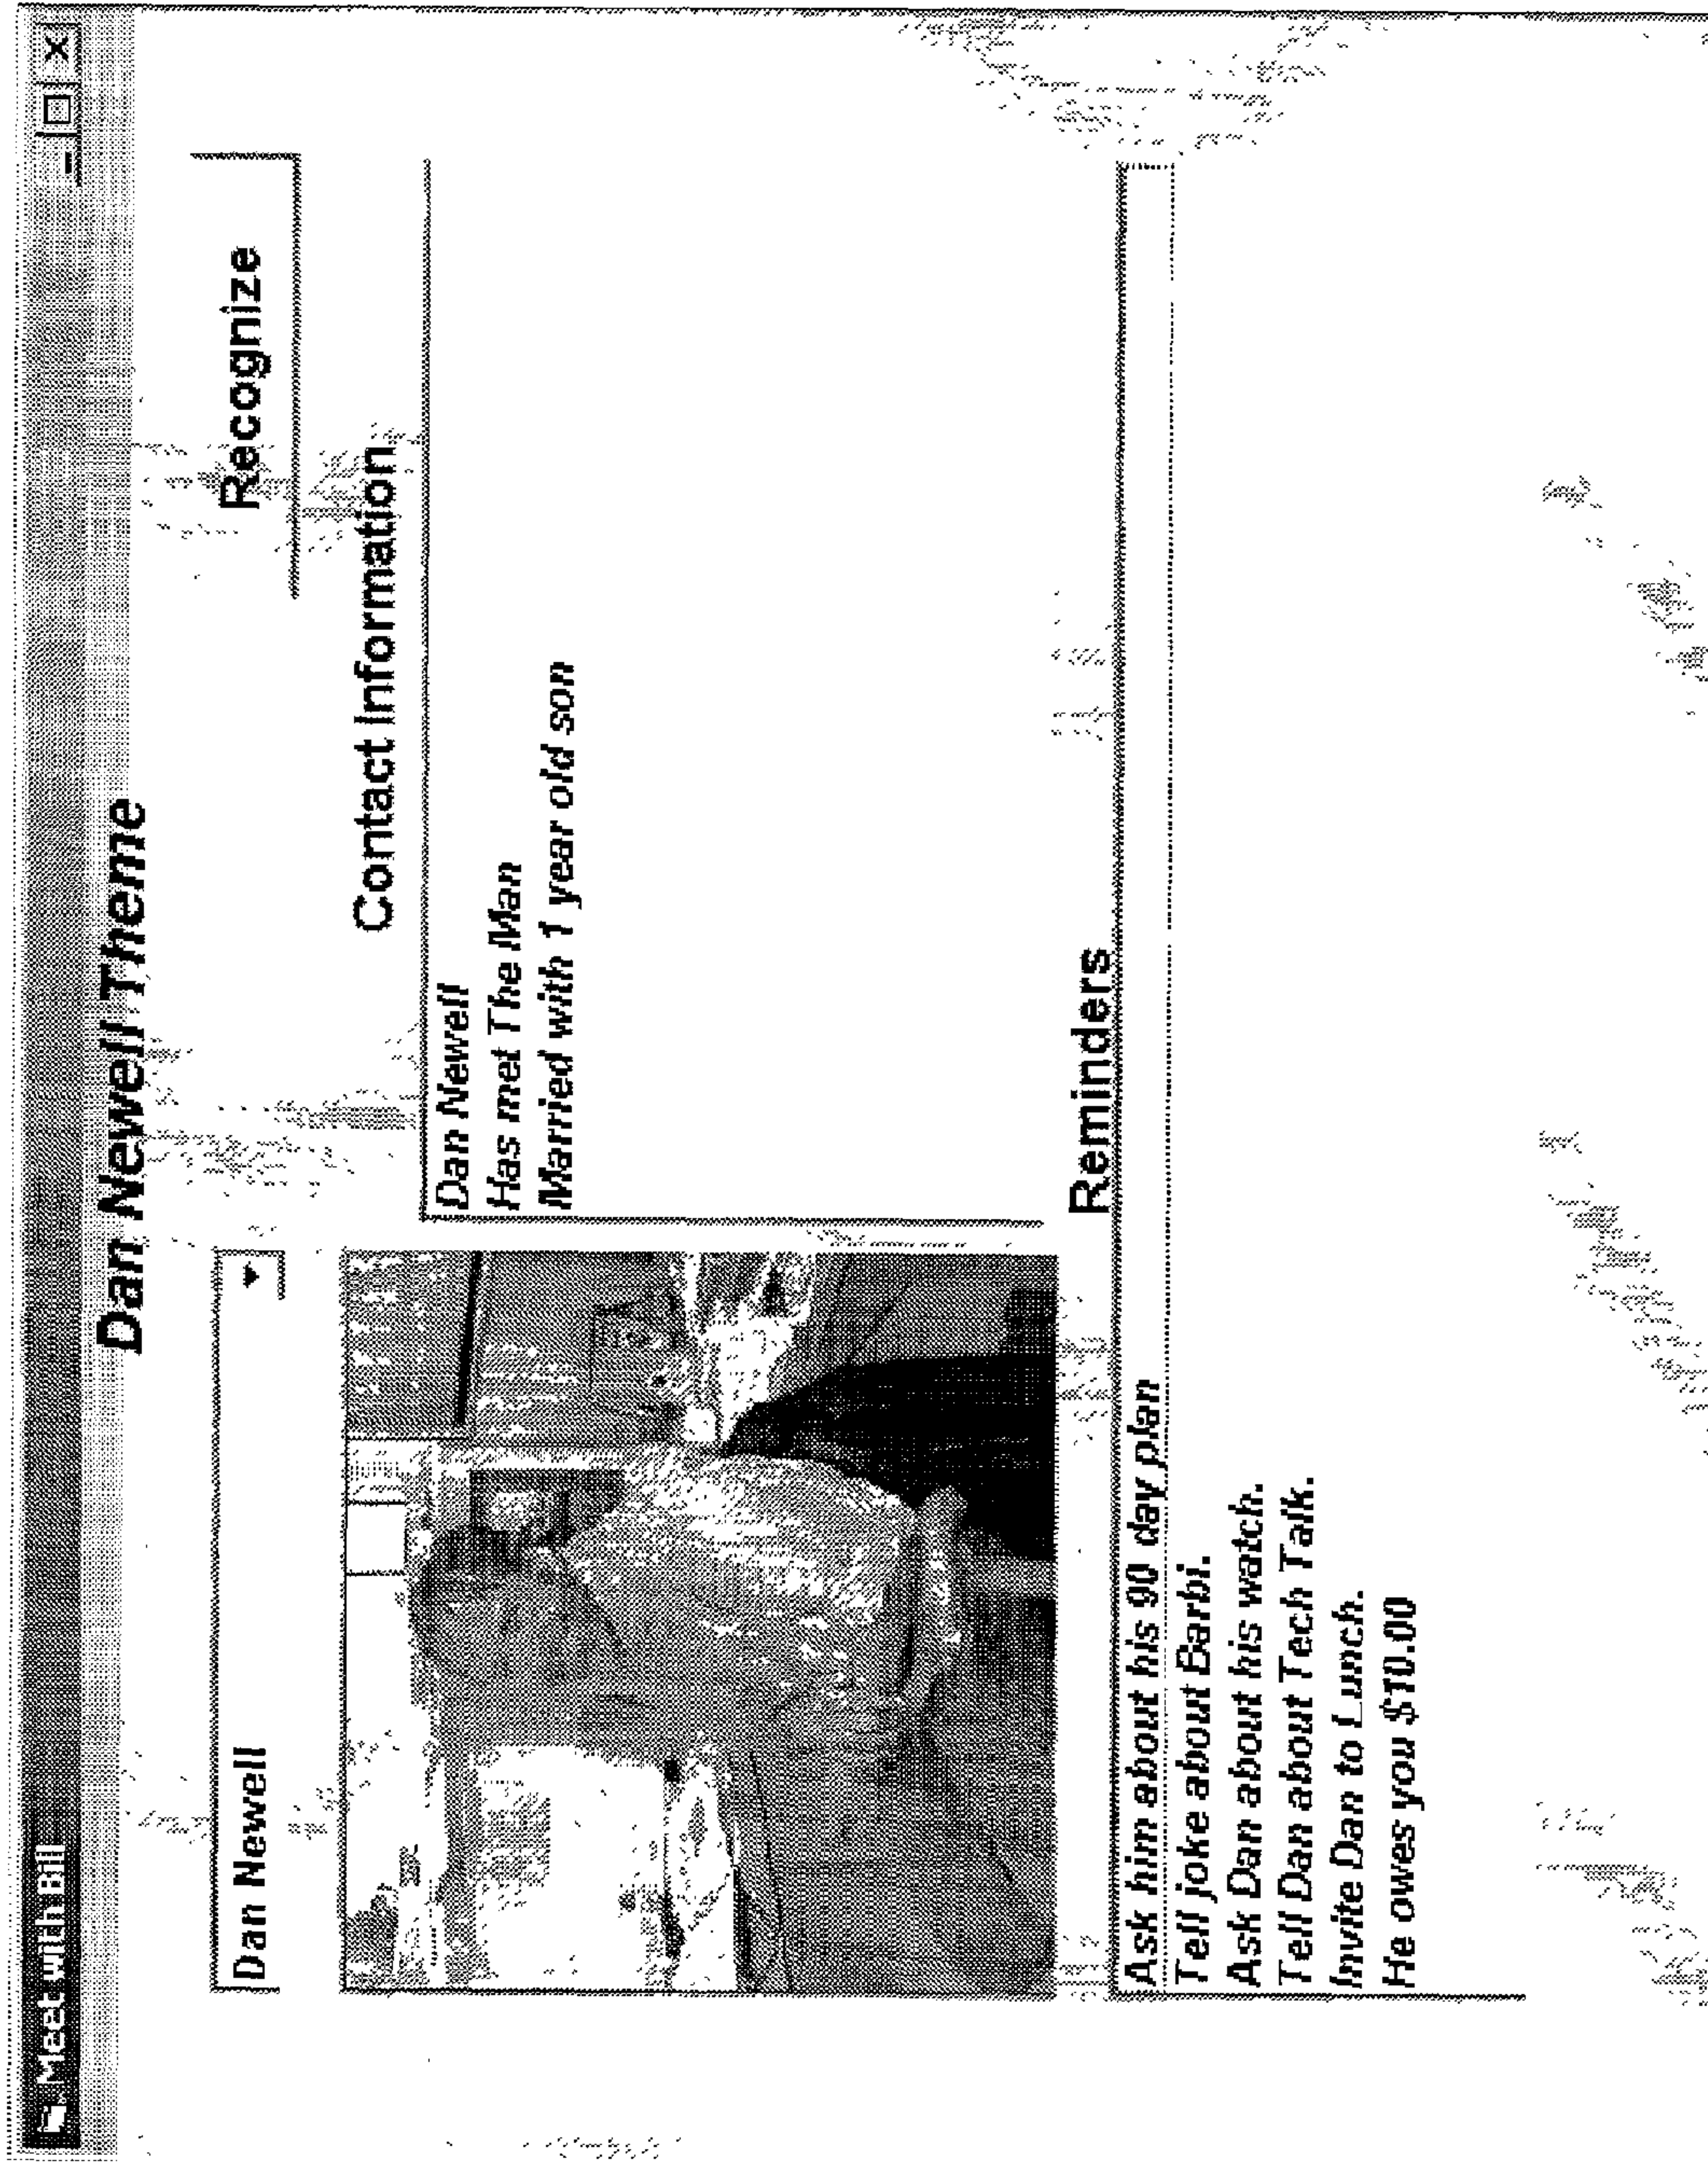 Meet with Bill
Dan Newell Theme
Dan Newell
Recognize
Contact Information
Dan Newell
Has met The Man
Married with 1 year old son
Reminders
Ask him about his 90 day plan
Tell joke about Barbi.
Ask Dan about his watch.
Tell Dan about Tech Talk.
Invite Dan to Lunch.
He owes you $10.00